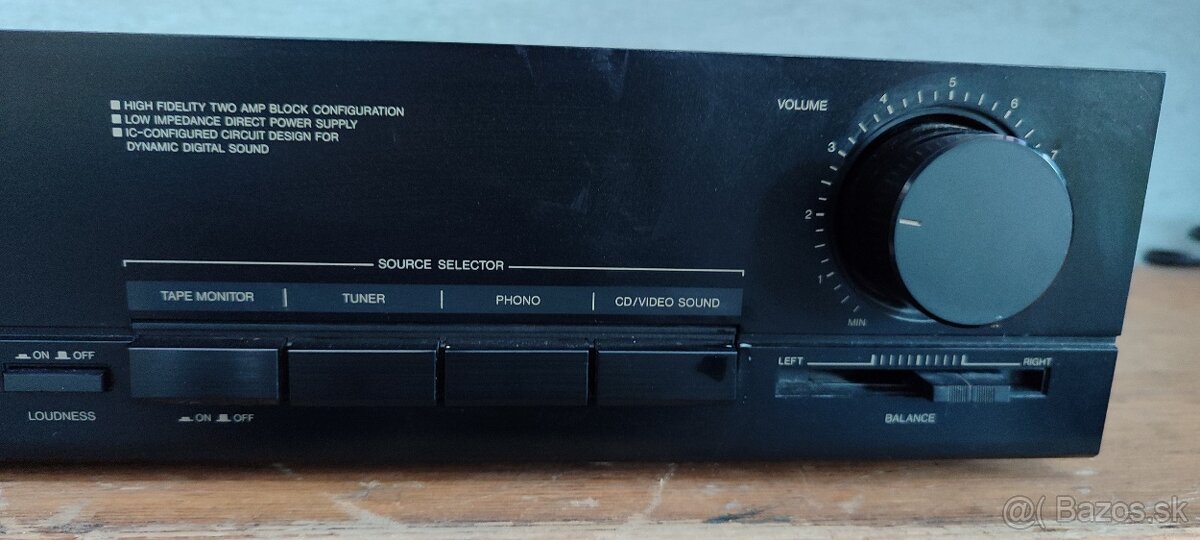 ■ HIGH FIDELITY TWO AMP BLOCK CONFIGURATION
■ LOW IMPEDANCE DIRECT POWER SUPPLY
■ IC-CONFIGURED CIRCUIT DESIGN FOR
DYNAMIC DIGITAL SOUND
VOLUME
MIN 1 2 3 4 5 6 7
SOURCE SELECTOR
TAPE MONITOR TUNER PHONO CD/VIDEO SOUND
ON OFF
LOUDNESS
ON OFF
LEFT RIGHT
BALANCE
@( Bazos.sk